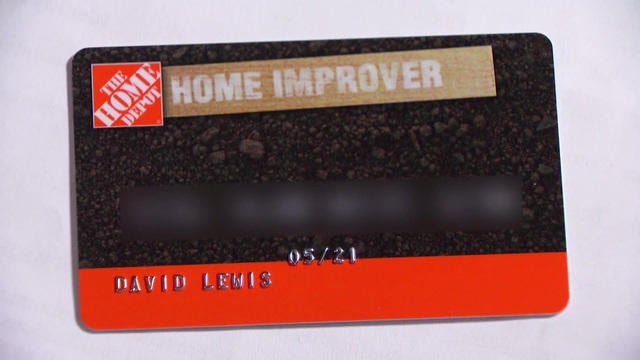 THE
HOME
DEPOT
HOME IMPROVER
05/21
DAVID LEWIS